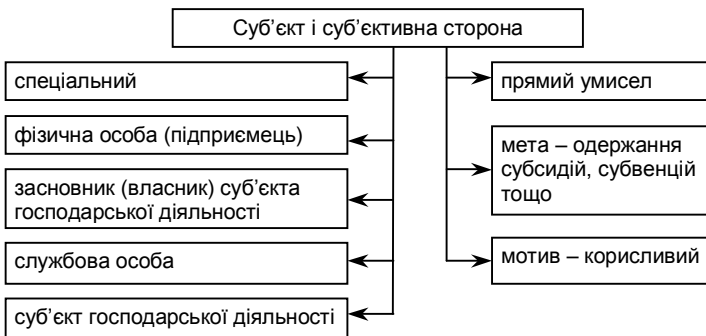 Суб’єкт і суб’єктивна сторона
спеціальний
фізична особа (підприємець)
засновник (власник) суб’єкта
господарської діяльності
службова особа
суб’єкт господарської діяльності
прямий умисел
мета – одержання
субсидій, субвенцій
тощо
мотив – корисливий